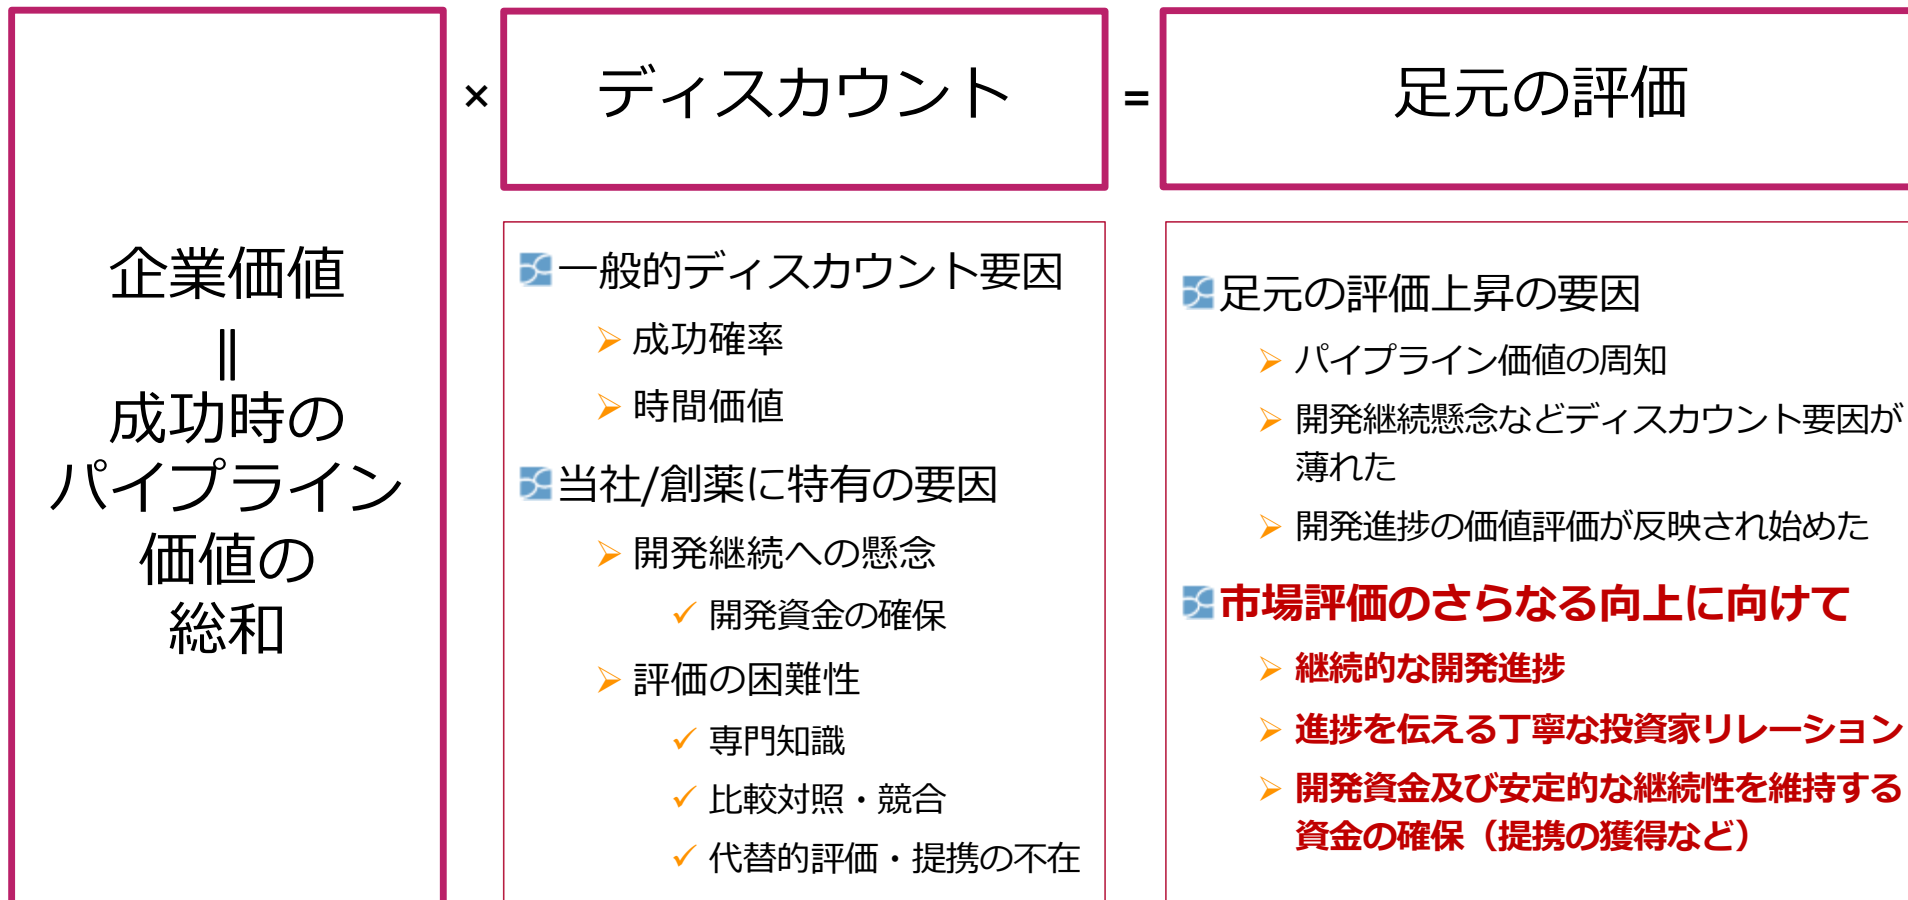 企業価値
||
成功時の
パイプライン
価値の
総和
×
ディスカウント
=
足元の評価
一般的ディスカウント要因
成功確率
時間価値
当社/創薬に特有の要因
開発継続への懸念
開発資金の確保
評価の困難性
専門知識
比較対照・競合
代替的評価・提携の不在
足元の評価上昇の要因
パイプライン価値の周知
開発継続懸念などディスカウント要因が
薄れた
開発進捗の価値評価が反映され始めた
市場評価のさらなる向上に向けて
継続的な開発進捗
進捗を伝える丁寧な投資家リレーション
開発資金及び安定的な継続性を維持する
資金の確保（提携の獲得など）